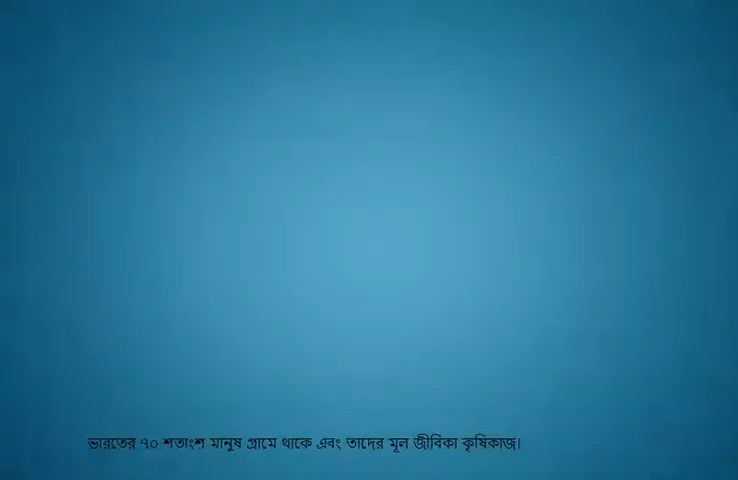 ভারতের ৭০ শতাংশ মানুষ গ্রামে থাকে এবং তাদের মূল জীবিকা কৃষিকাজ।